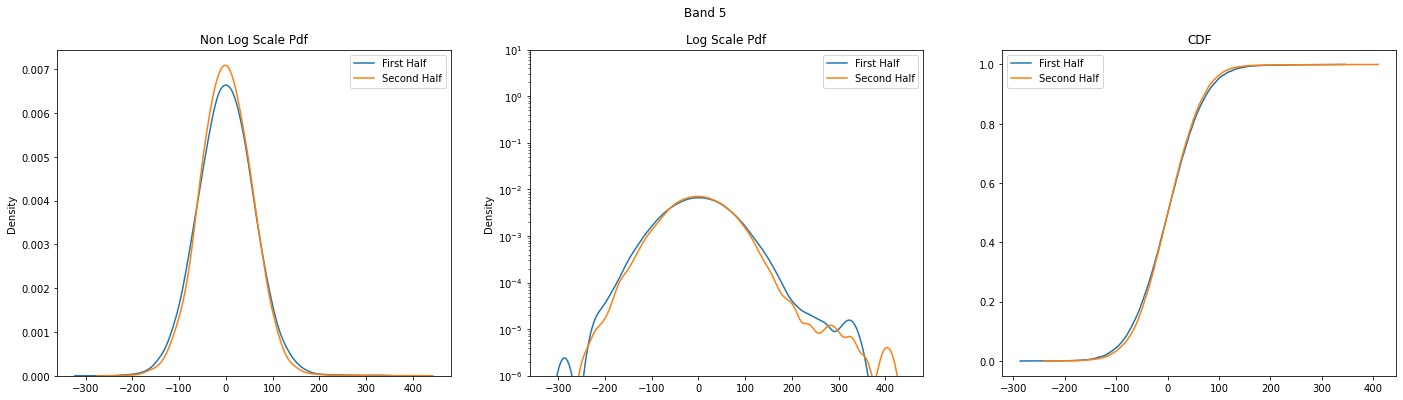 Band 5
Non Log Scale Pdf
Density
0.007
0.006
0.005
0.004
0.003
0.002
0.001
0.000
−300 −200 −100 0 100 200 300 400
First Half
Second Half
Log Scale Pdf
Density
10^1
10^0
10^−1
10^−2
10^−3
10^−4
10^−5
10^−6
−300 −200 −100 0 100 200 300 400
First Half
Second Half
CDF
1.0
0.8
0.6
0.4
0.2
0.0
−300 −200 −100 0 100 200 300 400
First Half
Second Half